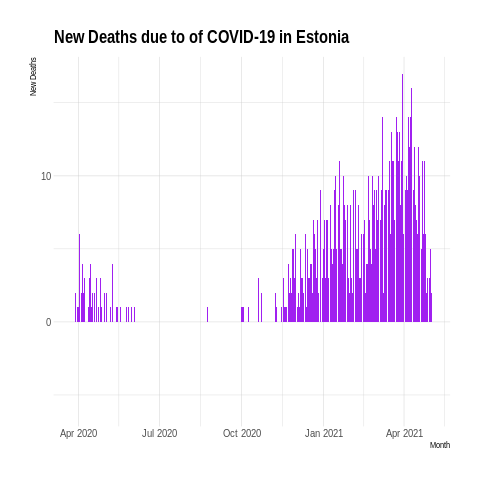 New Deaths due to of COVID-19 in Estonia
New Deaths
10
0
Apr 2020
Jul 2020
Oct 2020
Jan 2021
Apr 2021
Month